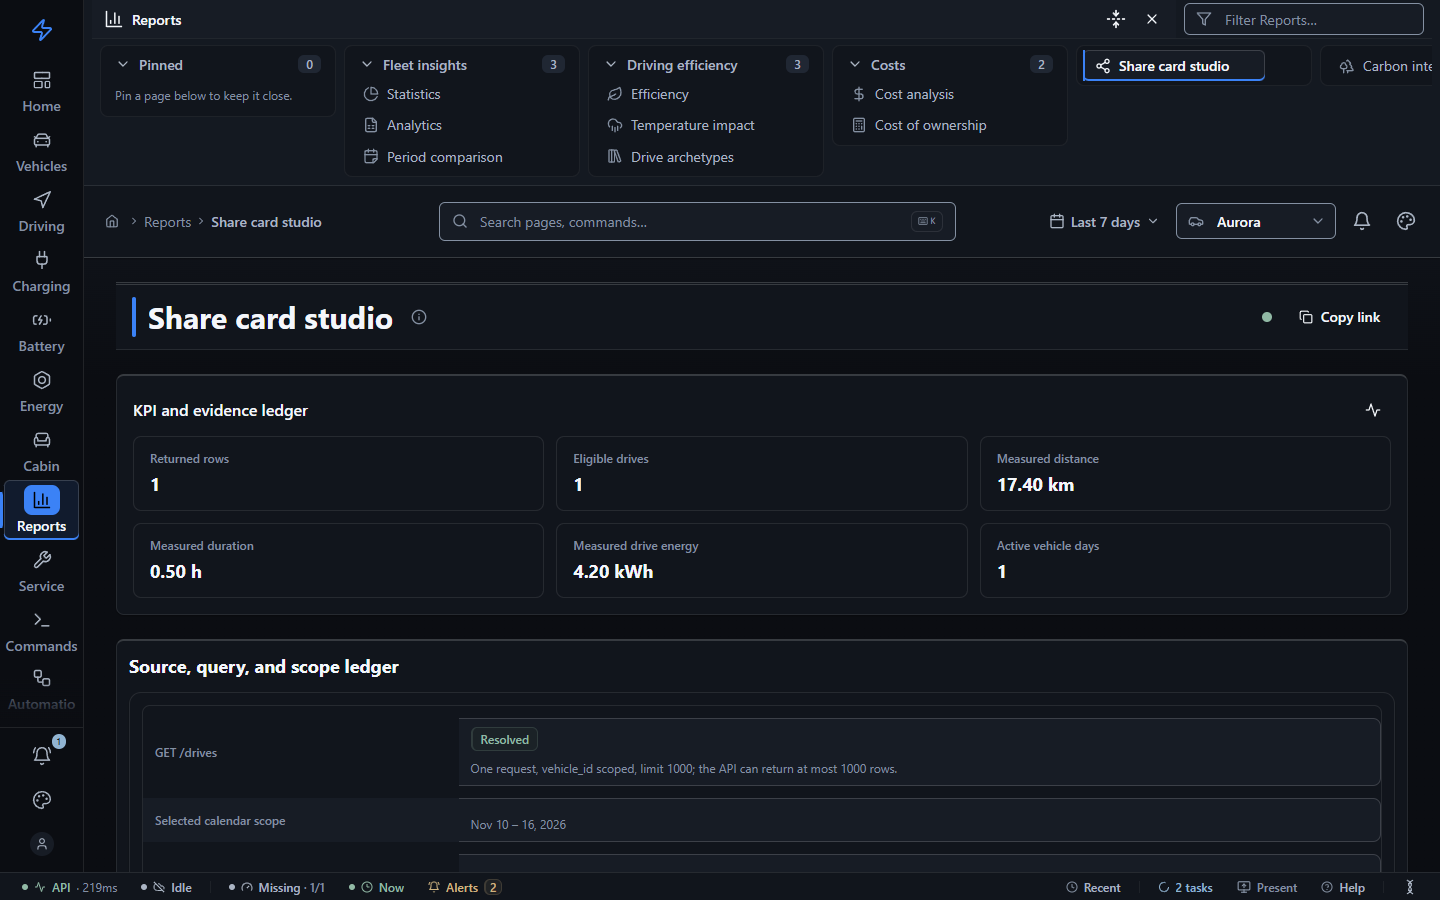 Reports
Filter Reports...
Pinned 0
Pin a page below to keep it close.
Fleet insights 3
Statistics
Analytics
Period comparison
Driving efficiency 3
Efficiency
Temperature impact
Drive archetypes
Costs 2
Cost analysis
Cost of ownership
Share card studio
Carbon inte
Home
Vehicles
Driving
Charging
Battery
Energy
Cabin
Reports
Service
Commands
Automatio
1
Reports
Share card studio
Search pages, commands...
K
Last 7 days
Aurora
Share card studio
Copy link
KPI and evidence ledger
Returned rows
1
Eligible drives
1
Measured distance
17.40 km
Measured duration
0.50 h
Measured drive energy
4.20 kWh
Active vehicle days
1
Source, query, and scope ledger
GET /drives
Resolved
One request, vehicle_id scoped, limit 1000; the API can return at most 1000 rows.
Selected calendar scope
Nov 10 – 16, 2026
API · 219ms
Idle
Missing · 1/1
Now
Alerts 2
Recent
2 tasks
Present
Help